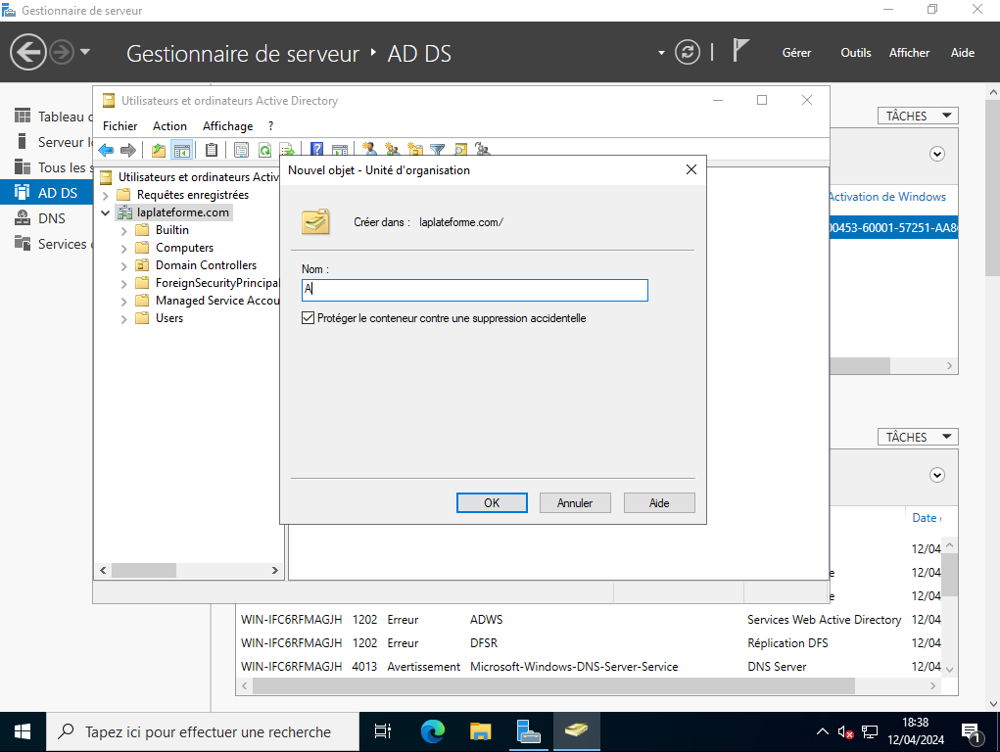 Gestionnaire de serveur
Gestionnaire de serveur ‣ AD DS
Gérer Outils Afficher Aide
Tableau
Serveur
Tous les
AD DS
DNS
Services
Utilisateurs et ordinateurs Active Directory
Fichier Action Affichage ?
Utilisateurs et ordinateurs
Requêtes enregistrées
laplateforme.com
Builtin
Computers
Domain Controllers
ForeignSecurityPrincipal
Managed Service
Users
Nouvel objet - Unité d'organisation
Créer dans : laplateforme.com/
Nom :
A
Protéger le conteneur contre une suppression accidentelle
OK Annuler Aide
TÂCHES
Activation de Windows
00453-60001-57251-AA8
TÂCHES
Date
12/04
12/04
12/04
WIN-IFC6RFMAGJH 1202 Erreur ADWS Services Web Active Directory 12/04
WIN-IFC6RFMAGJH 1202 Erreur DFSR Réplication DFS 12/04
WIN-IFC6RFMAGJH 4013 Avertissement Microsoft-Windows-DNS-Server-Service DNS Server 12/04
Tapez ici pour effectuer une recherche
18:38
12/04/2024
1